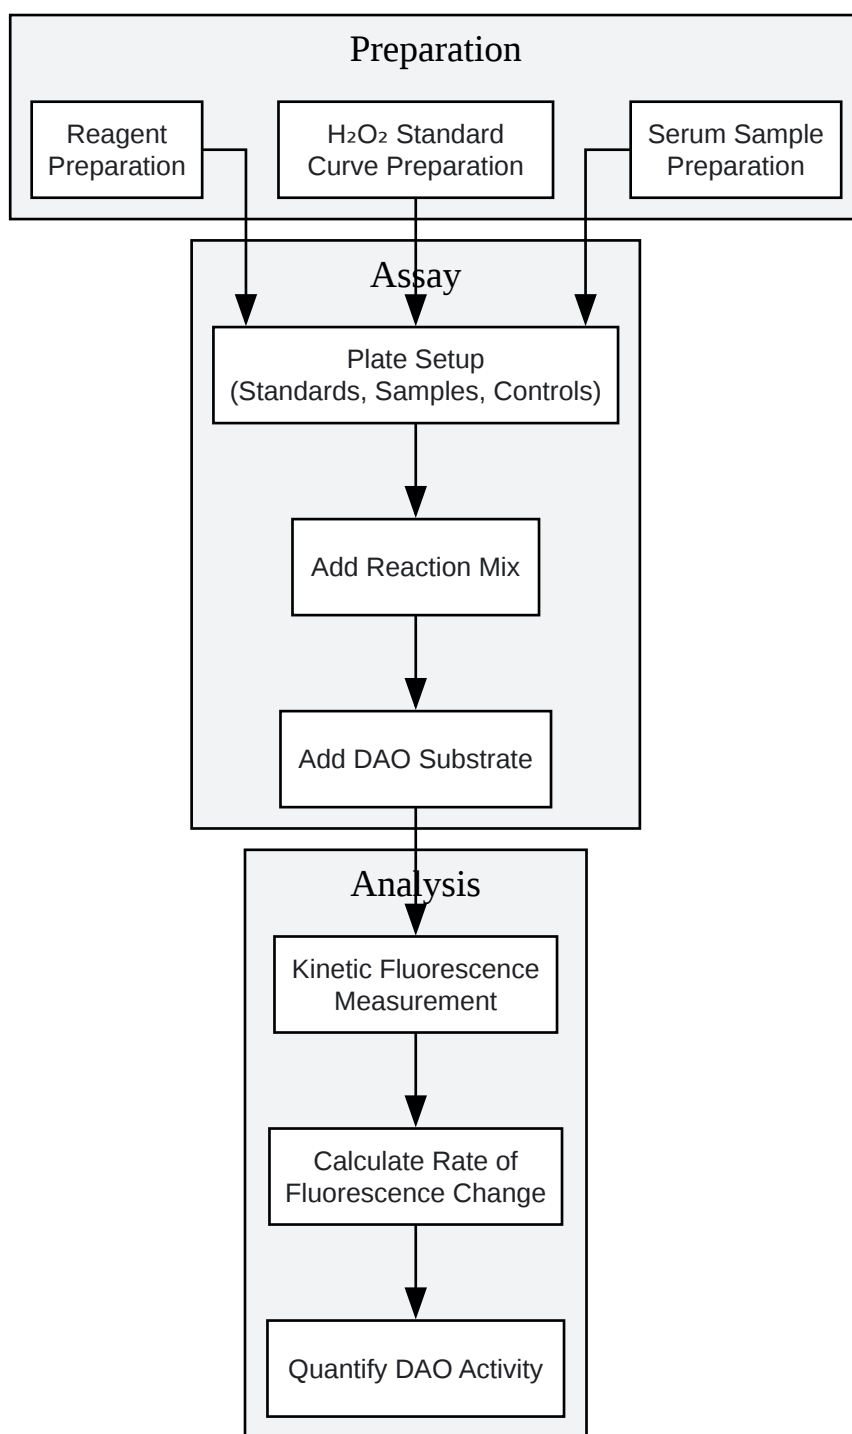 Preparation
Reagent
Preparation
H₂O₂ Standard
Curve Preparation
Serum Sample
Preparation
Assay
Plate Setup
(Standards, Samples, Controls)
Add Reaction Mix
Add DAO Substrate
Analysis
Kinetic Fluorescence
Measurement
Calculate Rate of
Fluorescence Change
Quantify DAO Activity